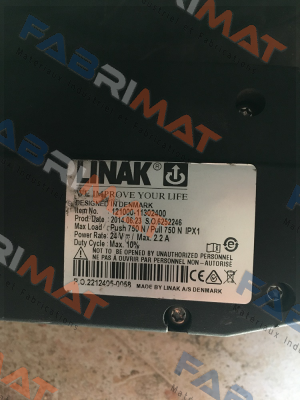 FABRIMAT
LINAK®
WE IMPROVE YOUR LIFE
DESIGNED IN DENMARK
Item No. : 121000-11302400
Prod. Date : 2014.06.23 S.O.6252246
Max Load : Push 750 N / Pull 750 N IPX1
Power Rate: 24 V / Max. 2.2 A
Duty Cycle: Max. 10%
NOT TO BE OPENED BY UNAUTHORIZED PERSONNEL
NE PAS OUVRIR PAR PERSONNEL NON-AUTORISE
P.O.2212405-0068 MADE BY LINAK A/S DENMARK
FABRIMAT